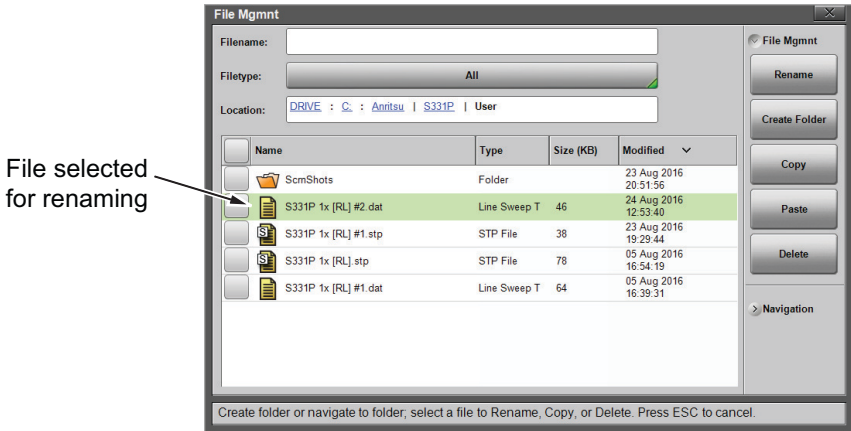 File Mgmnt
Filename:
File Mgmnt
Filetype:
All
Rename
Location:
DRIVE : C: : Anritsu | S331P | User
Create Folder
Name Type Size (KB) Modified
Copy
File selected
for renaming
ScrnShots Folder 23 Aug 2016
20:51:56
S331P 1x [RL] #2.dat Line Sweep T 46 24 Aug 2016
12:53:40
Paste
S331P 1x [RL] #1.stp STP File 38 23 Aug 2016
19:29:44
S331P 1x [RL].stp STP File 78 05 Aug 2016
16:54:19
Delete
S331P 1x [RL] #1.dat Line Sweep T 64 05 Aug 2016
16:39:31
Navigation
Create folder or navigate to folder; select a file to Rename, Copy, or Delete. Press ESC to cancel.